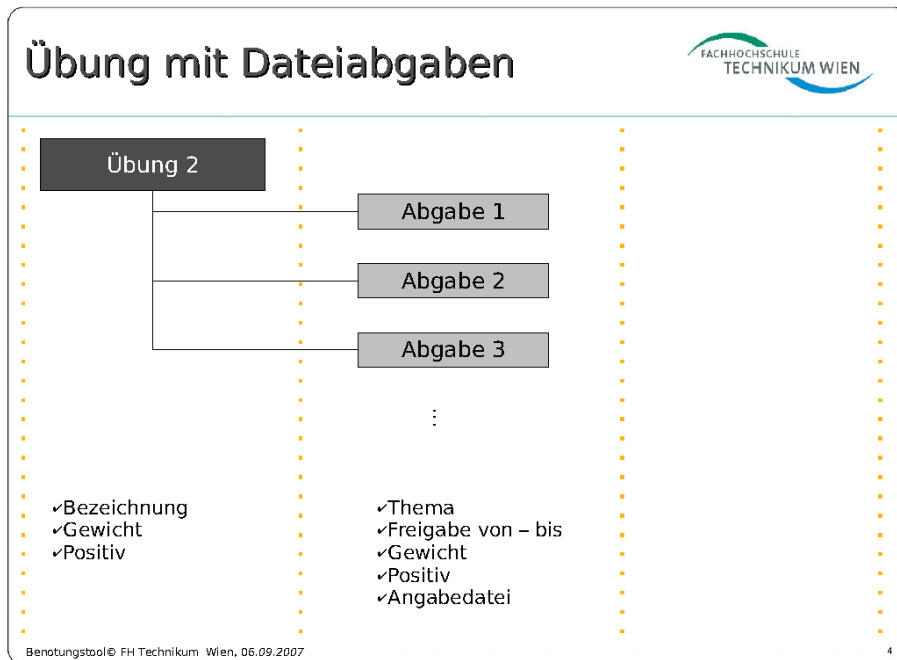 Übung mit Dateiabgaben
FACHHOCHSCHULE
TECHNIKUM WIEN
Übung 2
Abgabe 1
Abgabe 2
Abgabe 3
⋮
✓Bezeichnung
✓Gewicht
✓Positiv
✓Thema
✓Freigabe von – bis
✓Gewicht
✓Positiv
✓Angabedatei
Benotungstool© FH Technikum Wien, 06.09.2007
4